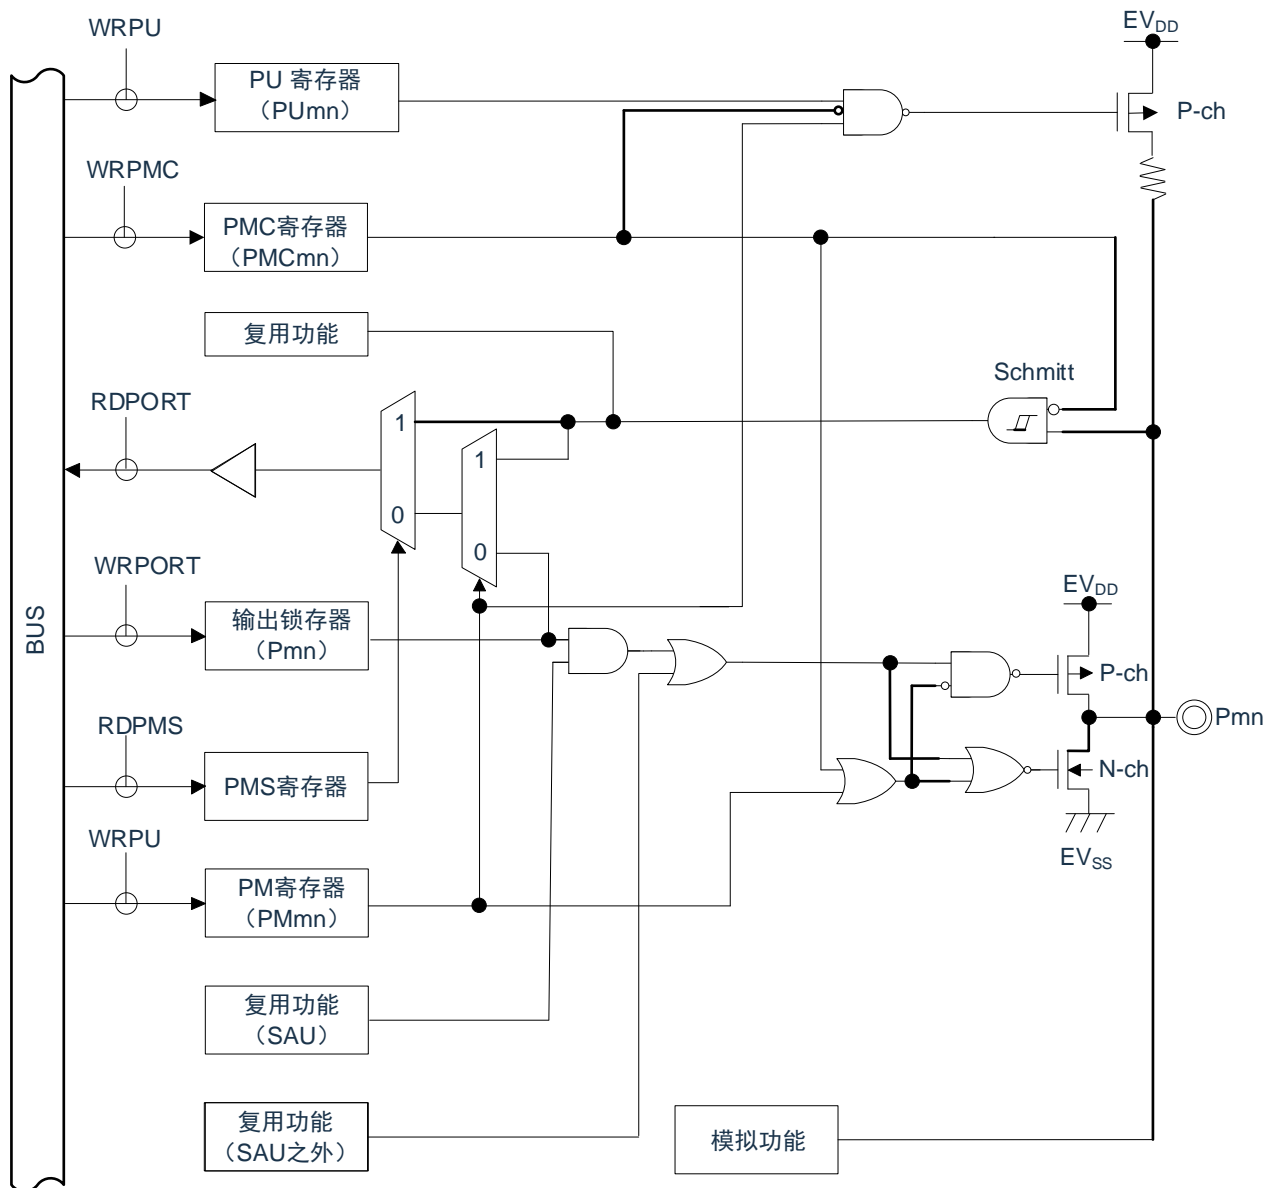 WRPU
EVDD
PU 寄存器
（PUmn）
P-ch
WRPMC
PMC寄存器
（PMCmn）
复用功能
Schmitt
RDPORT
1
1
0
0
WRPORT
EVDD
BUS
输出锁存器
（Pmn）
P-ch
Pmn
RDPMS
PMS寄存器
N-ch
WRPU
EVSS
PM寄存器
（PMmn）
复用功能
（SAU）
复用功能
（SAU之外）
模拟功能